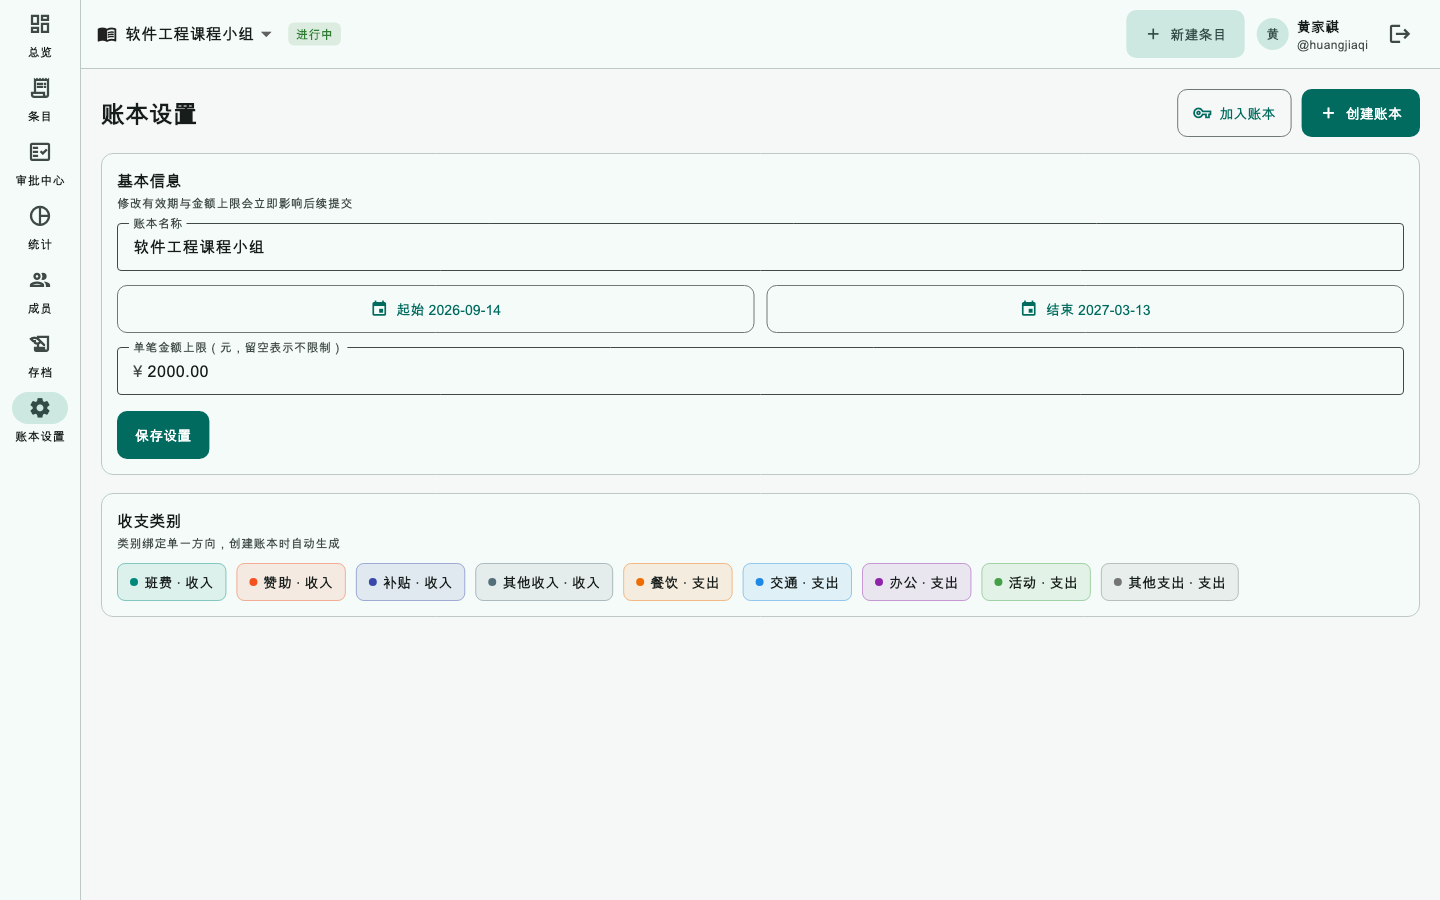 总览
条目
审批中心
统计
成员
存档
账本设置
软件工程课程小组
进行中
+ 新建条目
黄
黄家祺
@huangjiaqi
账本设置
加入账本
+ 创建账本
基本信息
修改有效期与金额上限会立即影响后续提交
账本名称
软件工程课程小组
起始 2026-09-14
结束 2027-03-13
单笔金额上限（元，留空表示不限制）
¥ 2000.00
保存设置
收支类别
类别绑定单一方向，创建账本时自动生成
班费 · 收入
赞助 · 收入
补贴 · 收入
其他收入 · 收入
餐饮 · 支出
交通 · 支出
办公 · 支出
活动 · 支出
其他支出 · 支出